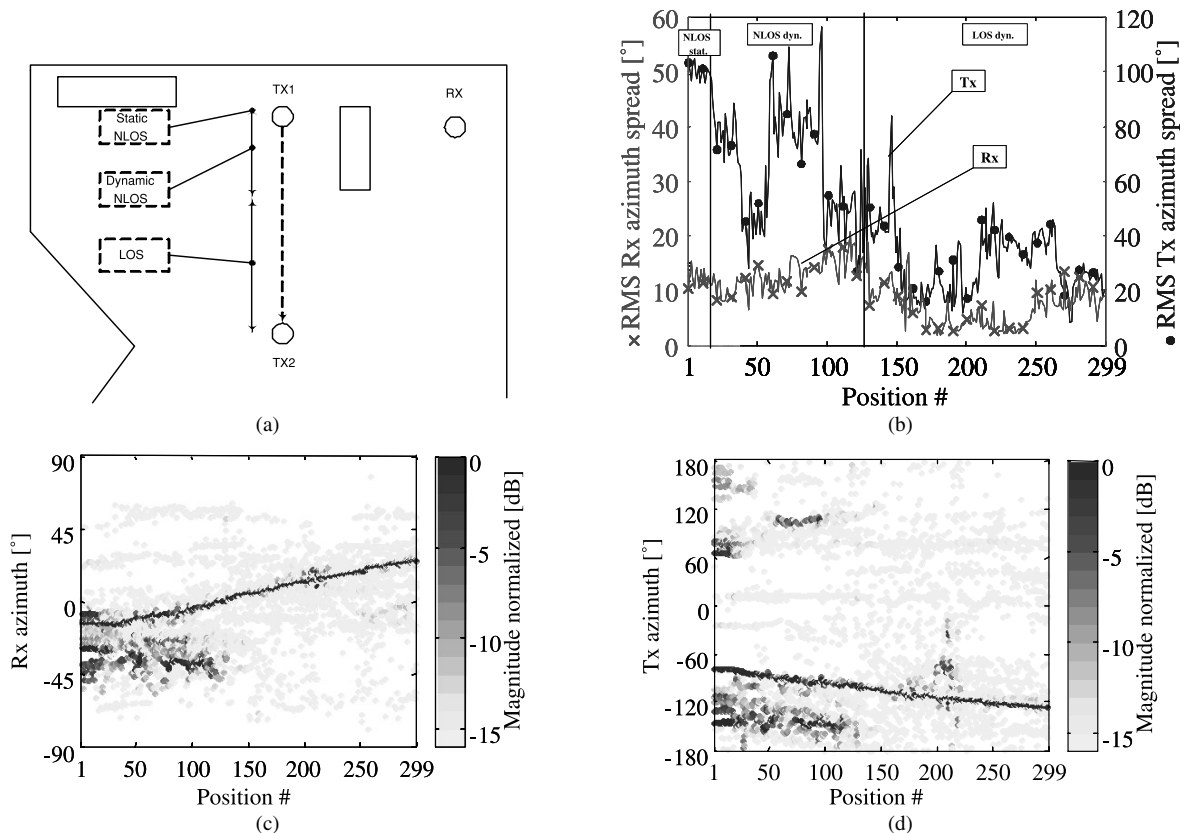 TX1
RX
Static
NLOS
Dynamic
NLOS
LOS
TX2
(a)
60
50
40
30
20
10
0
× RMS Rx azimuth spread [°]
NLOS
stat.
NLOS dyn.
LOS dyn.
Tx
Rx
120
100
80
60
40
20
0
● RMS Tx azimuth spread [°]
1 50 100 150 200 250 299
Position #
(b)
90
45
0
-45
-90
Rx azimuth [°]
1 50 100 150 200 250 299
Position #
0
-5
-10
-15
Magnitude normalized [dB]
(c)
180
120
60
0
-60
-120
-180
Tx azimuth [°]
1 50 100 150 200 250 299
Position #
0
-5
-10
-15
Magnitude normalized [dB]
(d)